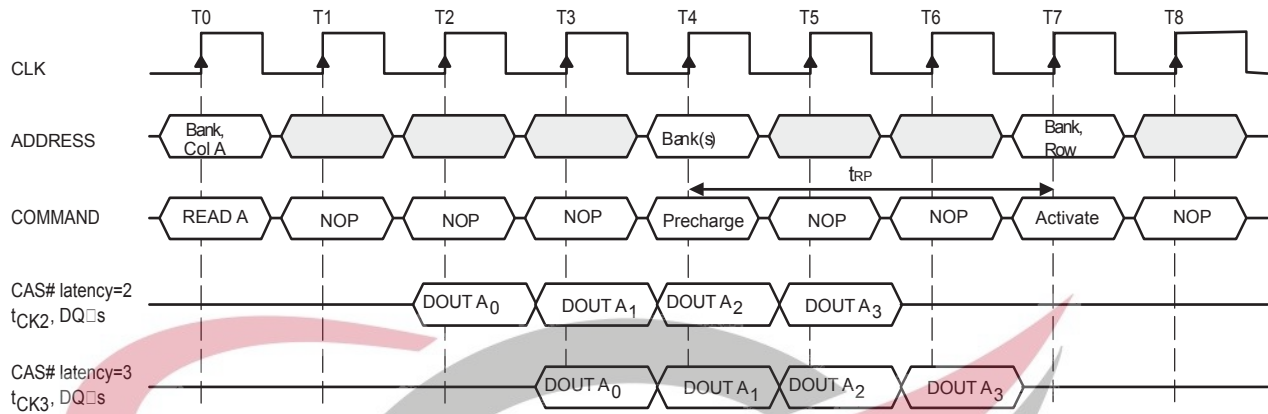 T0 T1 T2 T3 T4 T5 T6 T7 T8
CLK
ADDRESS
Bank,
Col A
Bank(s)
Bank,
Row
tRP
COMMAND
READ A NOP NOP NOP Precharge NOP NOP Activate NOP
CAS# latency=2
tCK2, DQ□s
DOUT A0 DOUT A1 DOUT A2 DOUT A3
CAS# latency=3
tCK3, DQ□s
DOUT A0 DOUT A1 DOUT A2 DOUT A3